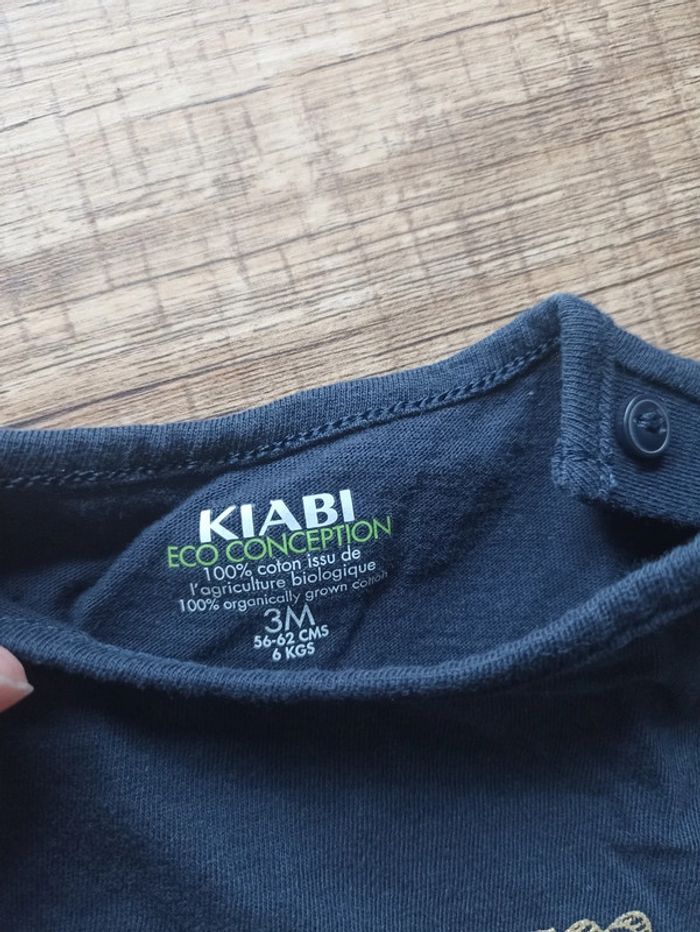 KIABI
ECO CONCEPTION
100% coton issu de
l'agriculture biologique
100% organically grown cotton
3M
56-62 CMS
6 KGS